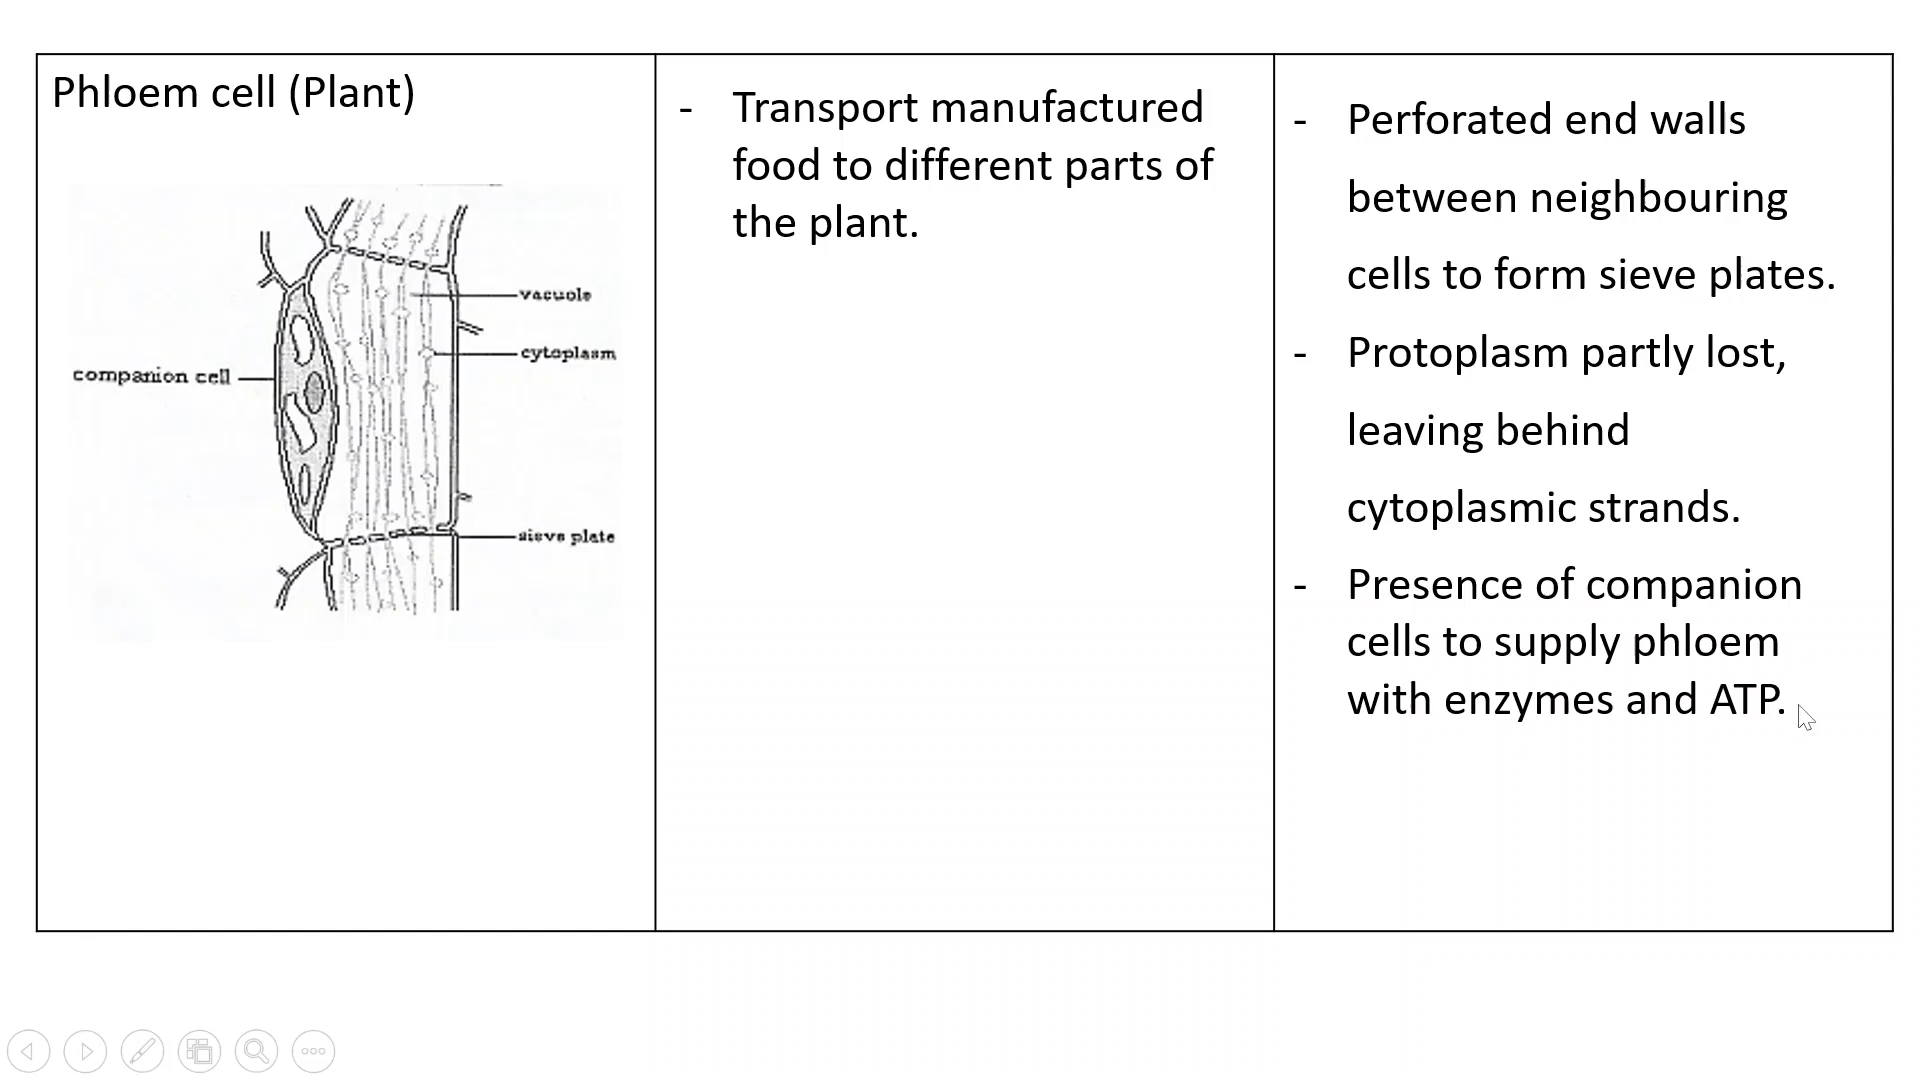 Phloem cell (Plant)
vacuole
cytoplasm
companion cell
sieve plate
- Transport manufactured
food to different parts of
the plant.
- Perforated end walls
between neighbouring
cells to form sieve plates.
- Protoplasm partly lost,
leaving behind
cytoplasmic strands.
- Presence of companion
cells to supply phloem
with enzymes and ATP.